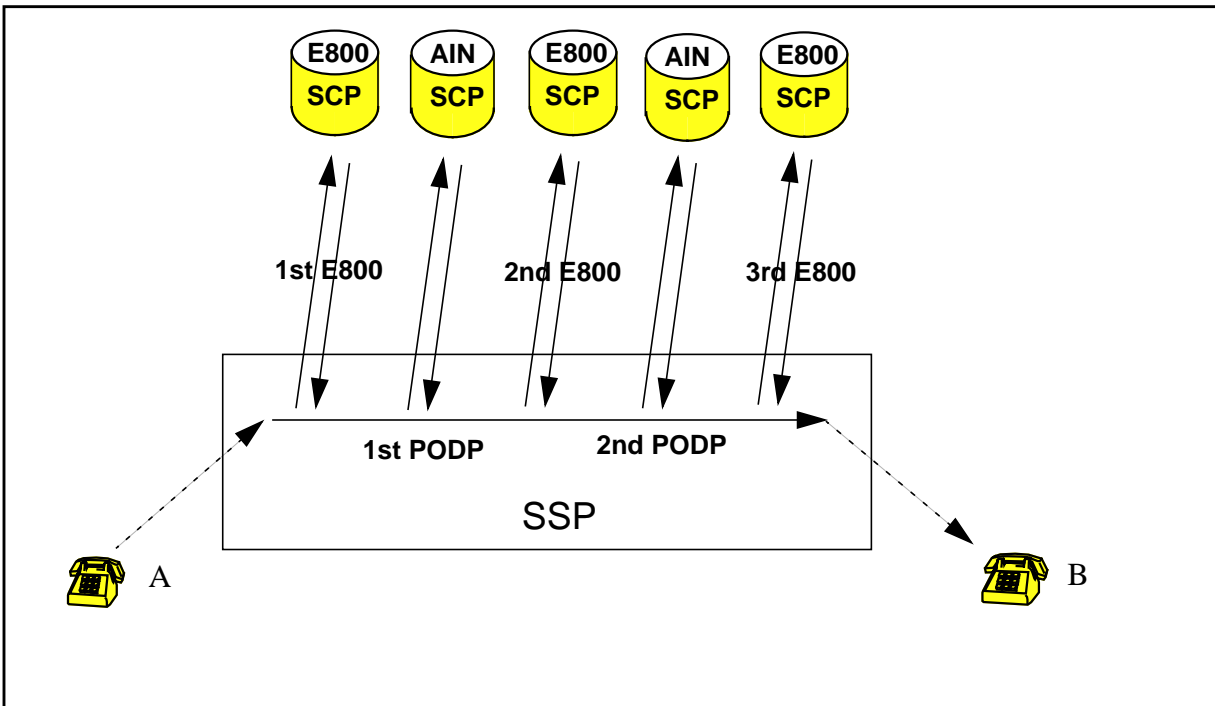 E800 AIN E800 AIN E800
SCP SCP SCP SCP SCP
1st E800 2nd E800 3rd E800
1st PODP 2nd PODP
SSP
A B